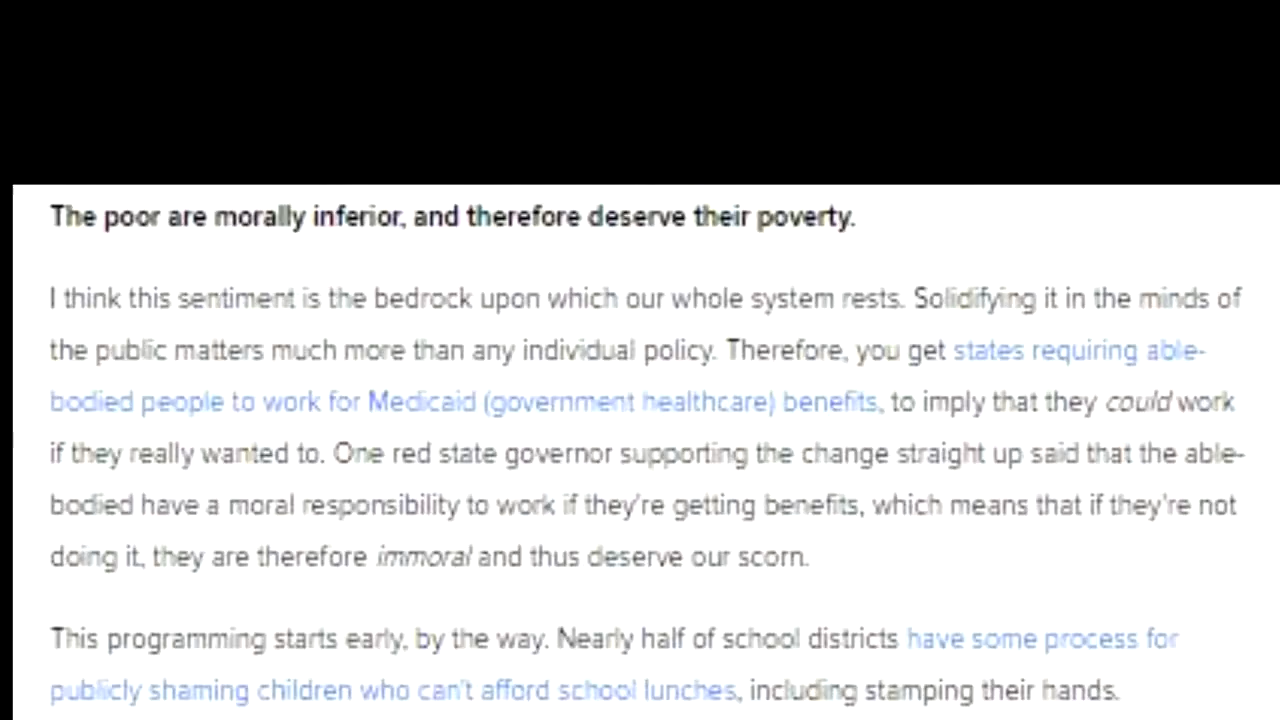 The poor are morally inferior, and therefore deserve their poverty.
I think this sentiment is the bedrock upon which our whole system rests. Solidifying it in the minds of
the public matters much more than any individual policy. Therefore, you get states requiring able-
bodied people to work for Medicaid (government healthcare) benefits, to imply that they could work
if they really wanted to. One red state governor supporting the change straight up said that the able-
bodied have a moral responsibility to work if they're getting benefits, which means that if they're not
doing it, they are therefore immoral and thus deserve our scorn.
This programming starts early, by the way. Nearly half of school districts have some process for
publicly shaming children who can't afford school lunches, including stamping their hands.